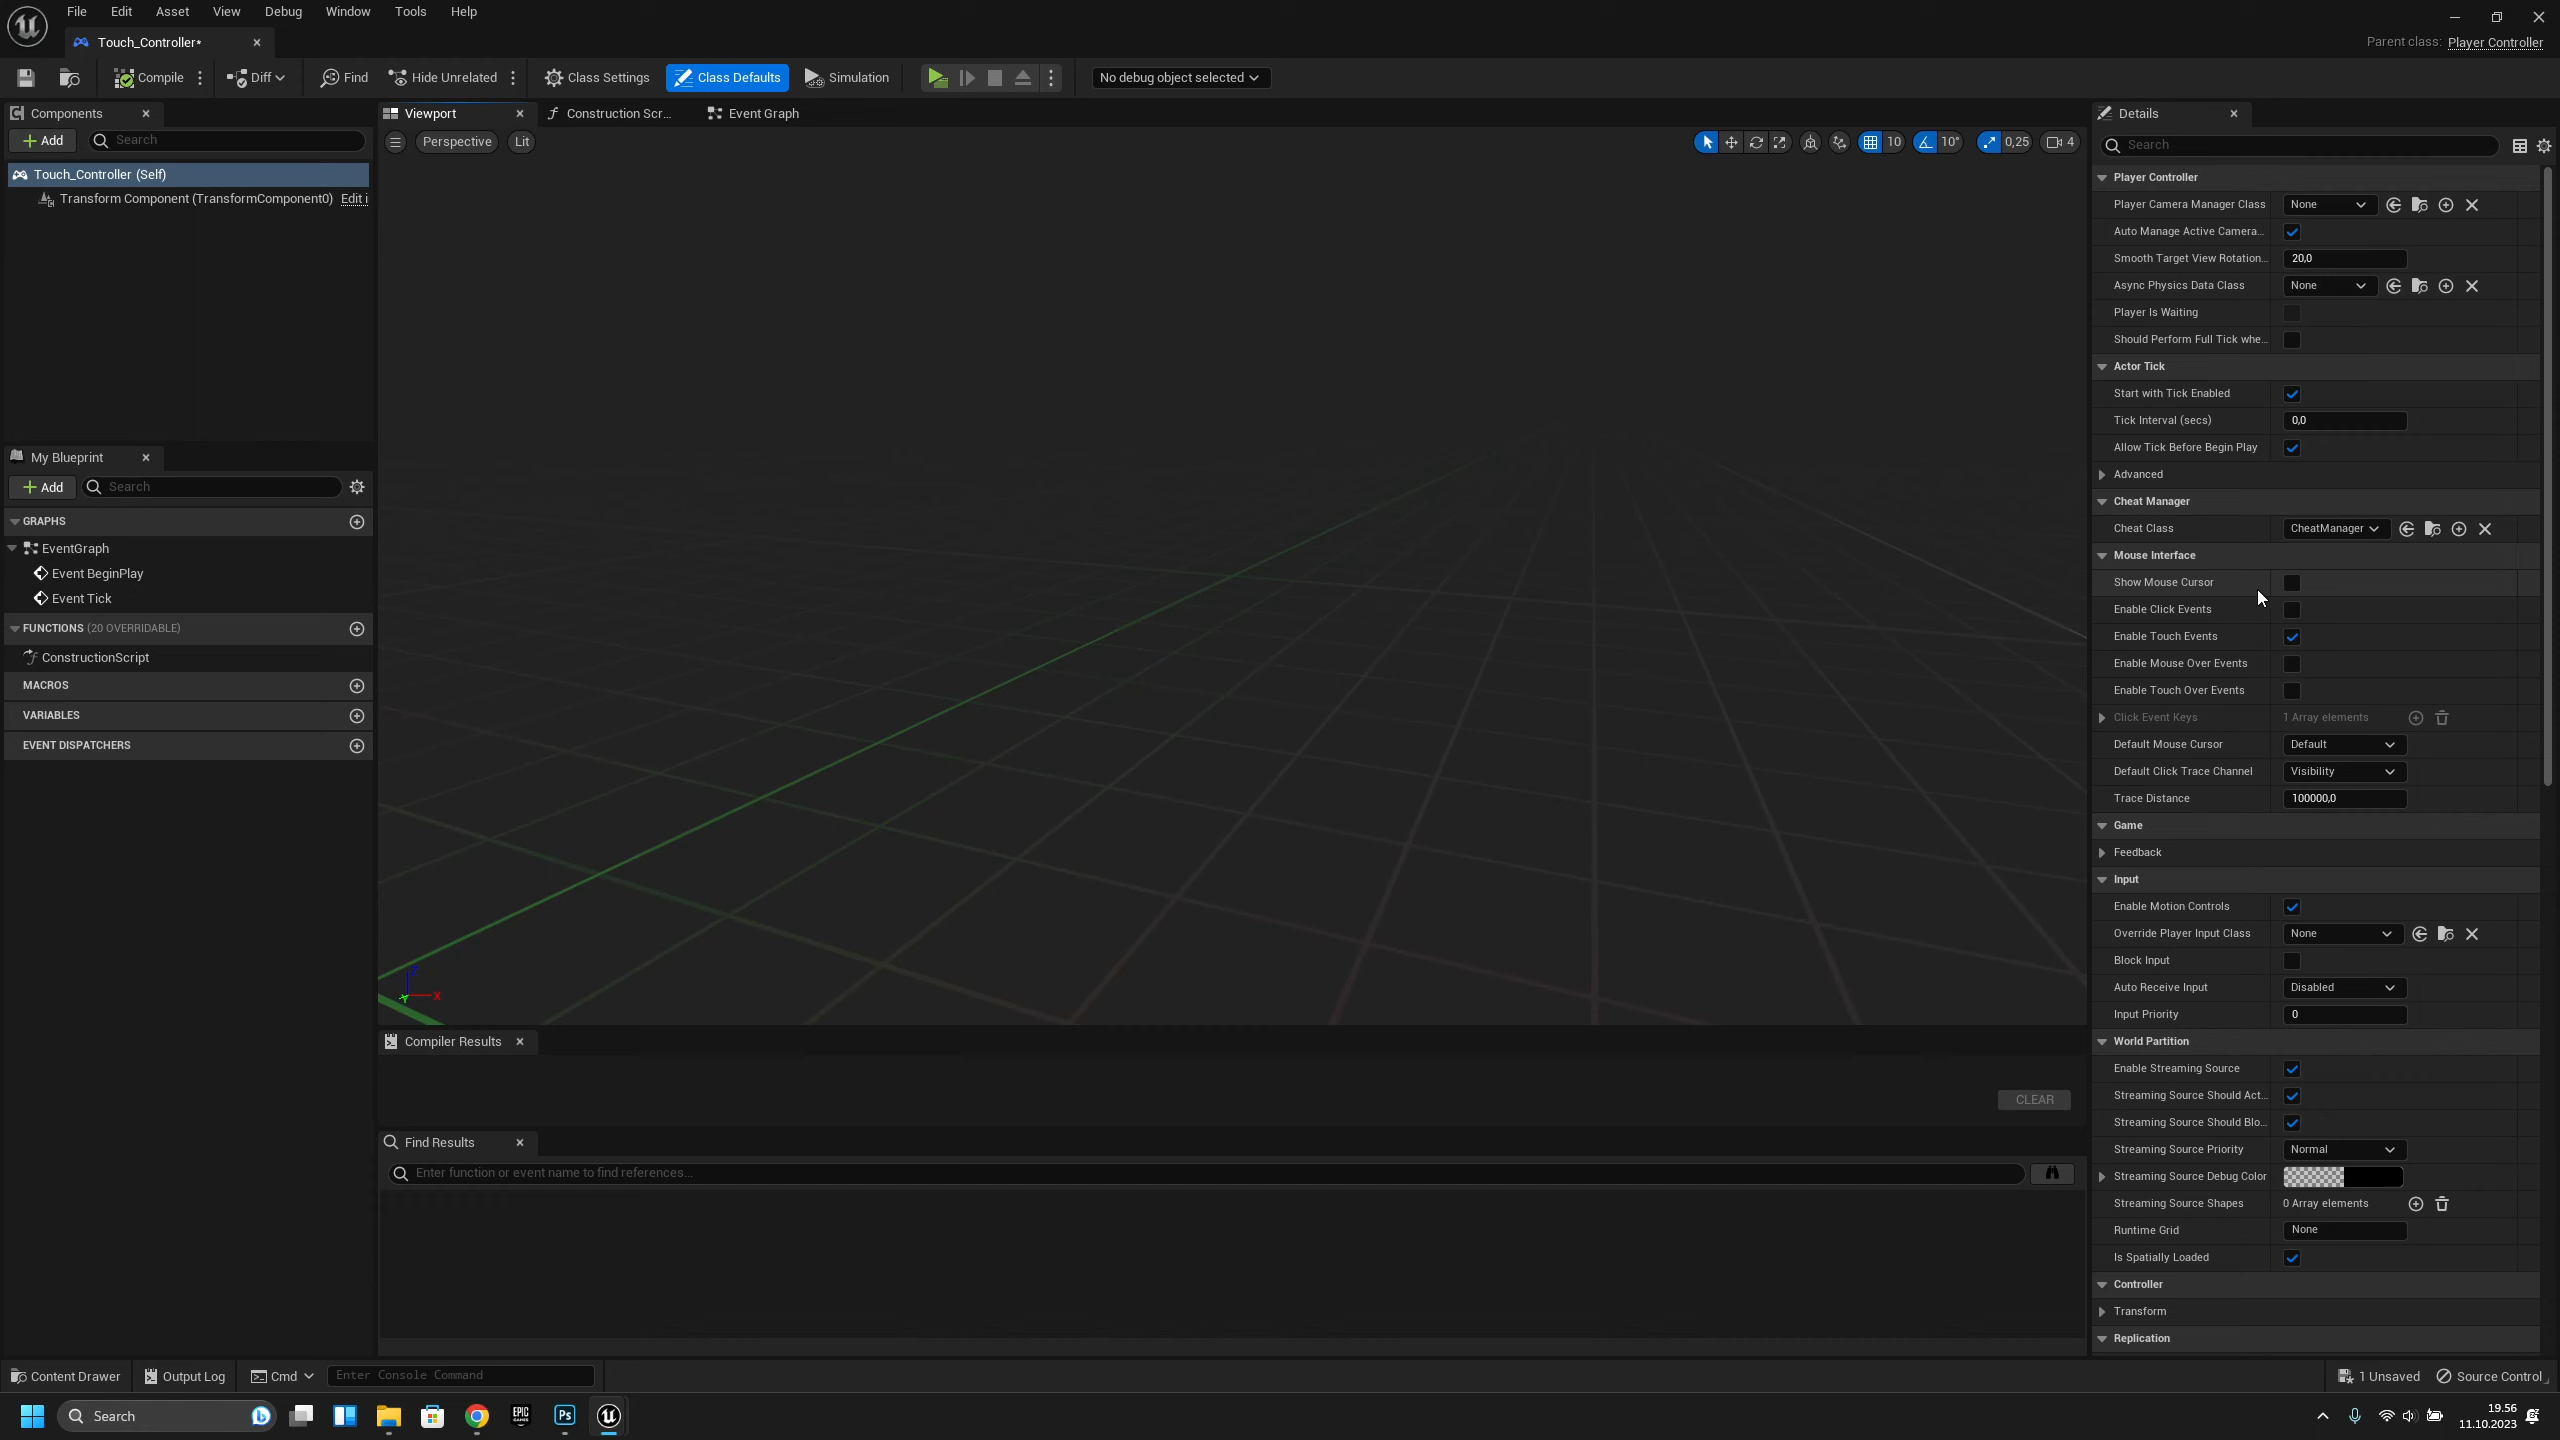 File Edit Asset View Debug Window Tools Help
Touch_Controller*
Parent class: Player Controller
Compile Diff Find Hide Unrelated Class Settings Class Defaults Simulation No debug object selected
Components
Add Search
Touch_Controller (Self)
Transform Component (TransformComponent0) Edit i
My Blueprint
Add Search
GRAPHS
EventGraph
Event BeginPlay
Event Tick
FUNCTIONS (20 OVERRIDABLE)
ConstructionScript
MACROS
VARIABLES
EVENT DISPATCHERS
Viewport Construction Scr... Event Graph
Perspective Lit 10 10° 0,25 4
Z
Y X
Compiler Results
CLEAR
Find Results
Enter function or event name to find references...
Details
Search
Player Controller
Player Camera Manager Class None
Auto Manage Active Camera...
Smooth Target View Rotation... 20,0
Async Physics Data Class None
Player Is Waiting
Should Perform Full Tick whe...
Actor Tick
Start with Tick Enabled
Tick Interval (secs) 0,0
Allow Tick Before Begin Play
Advanced
Cheat Manager
Cheat Class CheatManager
Mouse Interface
Show Mouse Cursor
Enable Click Events
Enable Touch Events
Enable Mouse Over Events
Enable Touch Over Events
Click Event Keys 1 Array elements
Default Mouse Cursor Default
Default Click Trace Channel Visibility
Trace Distance 100000,0
Game
Feedback
Input
Enable Motion Controls
Override Player Input Class None
Block Input
Auto Receive Input Disabled
Input Priority 0
World Partition
Enable Streaming Source
Streaming Source Should Act...
Streaming Source Should Blo...
Streaming Source Priority Normal
Streaming Source Debug Color
Streaming Source Shapes 0 Array elements
Runtime Grid None
Is Spatially Loaded
Controller
Transform
Replication
Content Drawer Output Log Cmd Enter Console Command 1 Unsaved Source Control
Search Ps 19.56
11.10.2023